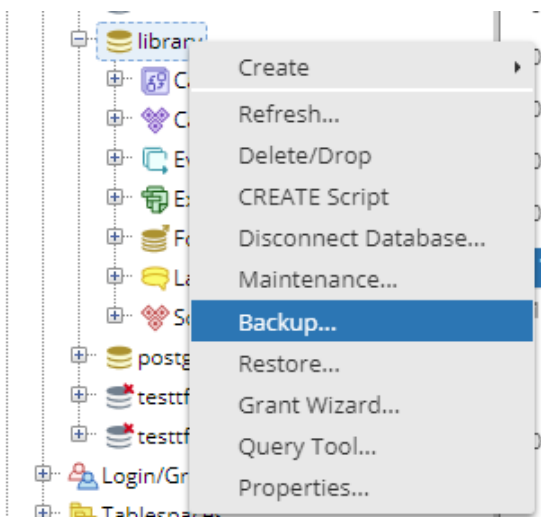 library
Create
Refresh...
Delete/Drop
CREATE Script
Disconnect Database...
Maintenance...
Backup...
Restore...
Grant Wizard...
Query Tool...
Properties...
Login/Gr
Tablespaces